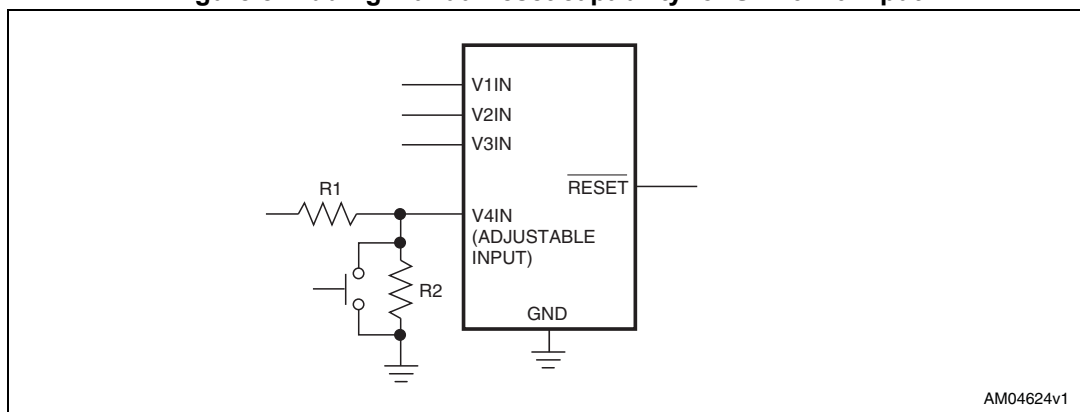 V1IN
V2IN
V3IN
RESET
R1
V4IN
(ADJUSTABLE
INPUT)
R2
GND
AM04624v1